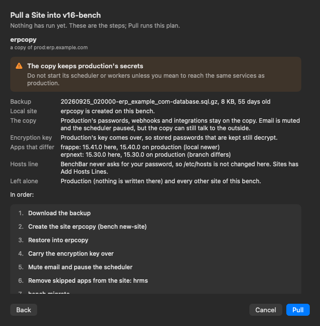 Pull a Site into v16-bench
Nothing has run yet. These are the steps; Pull runs this plan.
erpcopy
a copy of prod:erp.example.com
The copy keeps production's secrets
Do not start its scheduler or workers unless you mean to reach the same services as
production.
Backup 20260925_020000-erp_example_com-database.sql.gz, 8 KB, 55 days old
Local site erpcopy is created on this bench.
The copy Production's passwords, webhooks and integrations stay on the copy. Email is muted
and the scheduler paused, but the copy can still talk to the outside.
Encryption key Production's key comes over, so stored passwords that are kept still decrypt.
Apps that differ frappe: 15.41.0 here, 15.40.0 on production (local newer)
erpnext: 15.30.0 here, 15.30.0 on production (branch differs)
Hosts line BenchBar never asks for your password, so /etc/hosts is not changed here. Sites has
Add Hosts Lines.
Left alone Production (nothing is written there) and every other site of this bench.
In order:
1. Download the backup
2. Create the site erpcopy (bench new-site)
3. Restore into erpcopy
4. Carry the encryption key over
5. Mute email and pause the scheduler
6. Remove skipped apps from the site: hrms
7. bench migrate
Back Cancel Pull